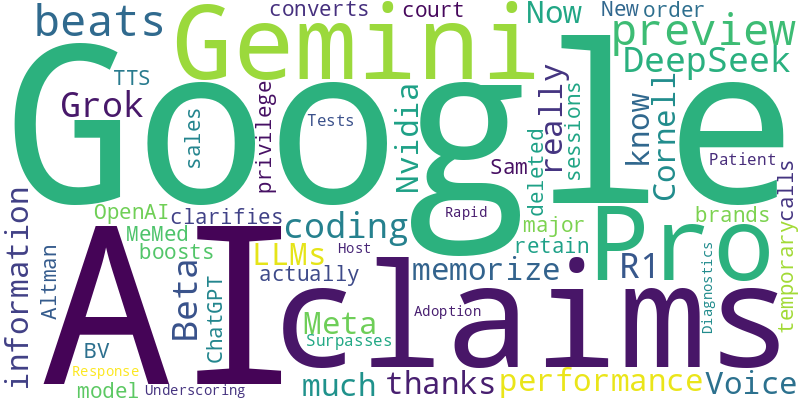 converts
court
Now
New
order
beats
Gemini
preview
DeepSeek
TTS
Grok
Google
sales
privilege
Tests
Nvidia
really
sessions
know
Cornell
deleted
Sam
Patient
calls
information
OpenAI
clarifies
Rapid
major
brands
MeMed
coding
Pro
boosts
LLMs
Host
retain
temporary
Altman
AI
claims
Beta
ChatGPT
actually
memorize
R1
Diagnostics
Meta
Adoption
Surpasses
BV
Response
model
Underscoring
much
thanks
performance
Voice